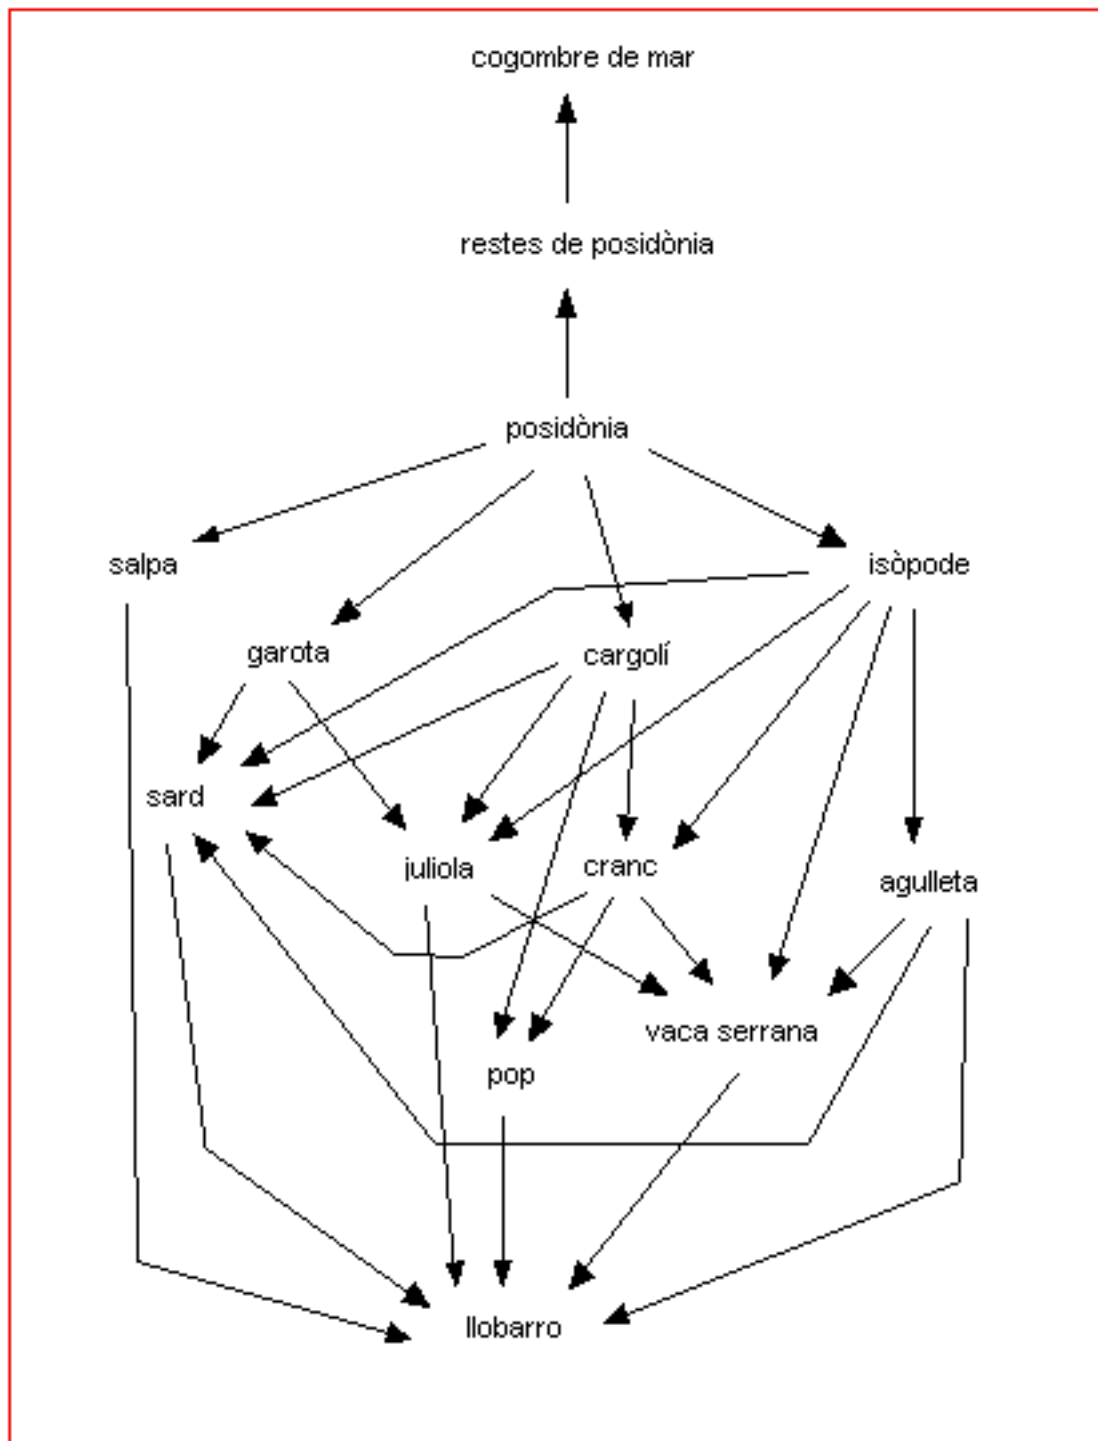 cogombre de mar
restes de posidònia
posidònia
salpa
isòpode
garota
cargolí
sard
juliola
cranc
agulleta
vaca serrana
pop
llobarro